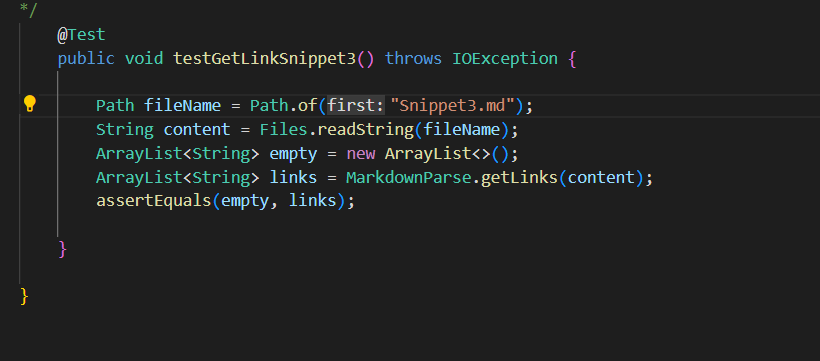 */
@Test
public void testGetLinkSnippet3() throws IOException {
Path fileName = Path.of(first: "Snippet3.md");
String content = Files.readString(fileName);
ArrayList<String> empty = new ArrayList<>();
ArrayList<String> links = MarkdownParse.getLinks(content);
assertEquals(empty, links);
}
}